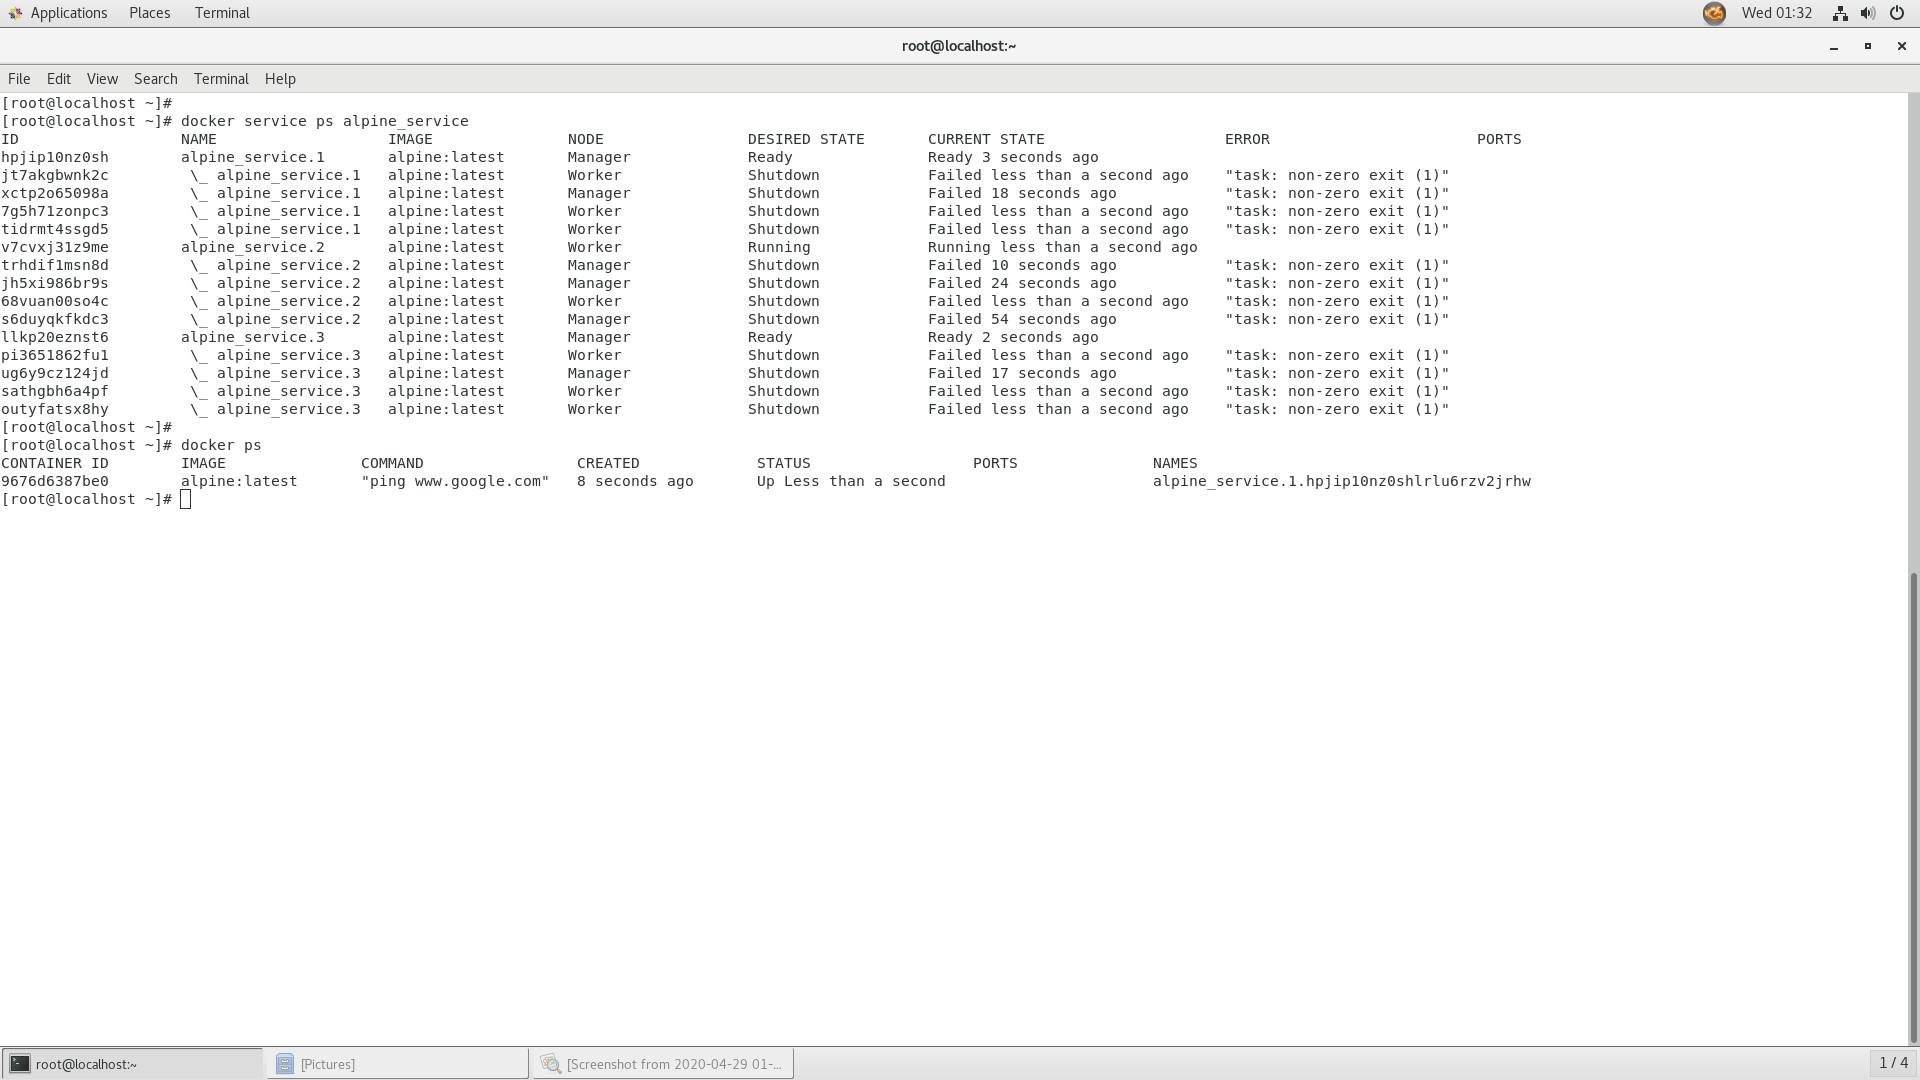 Applications Places Terminal Wed 01:32
root@localhost:~
File Edit View Search Terminal Help
[root@localhost ~]#
[root@localhost ~]# docker service ps alpine_service
ID NAME IMAGE NODE DESIRED STATE CURRENT STATE ERROR PORTS
hpjip10nz0sh alpine_service.1 alpine:latest Manager Ready Ready 3 seconds ago
jt7akgbwnk2c \_ alpine_service.1 alpine:latest Worker Shutdown Failed less than a second ago "task: non-zero exit (1)"
xctp2o65098a \_ alpine_service.1 alpine:latest Manager Shutdown Failed 18 seconds ago "task: non-zero exit (1)"
7g5h71zonpc3 \_ alpine_service.1 alpine:latest Worker Shutdown Failed less than a second ago "task: non-zero exit (1)"
tidrmt4ssgd5 \_ alpine_service.1 alpine:latest Worker Shutdown Failed less than a second ago "task: non-zero exit (1)"
v7cvxj31z9me alpine_service.2 alpine:latest Worker Running Running less than a second ago
trhdif1msn8d \_ alpine_service.2 alpine:latest Manager Shutdown Failed 10 seconds ago "task: non-zero exit (1)"
jh5xi986br9s \_ alpine_service.2 alpine:latest Manager Shutdown Failed 24 seconds ago "task: non-zero exit (1)"
68vuan00so4c \_ alpine_service.2 alpine:latest Worker Shutdown Failed less than a second ago "task: non-zero exit (1)"
s6duyqkfkdc3 \_ alpine_service.2 alpine:latest Manager Shutdown Failed 54 seconds ago "task: non-zero exit (1)"
llkp20eznst6 alpine_service.3 alpine:latest Manager Ready Ready 2 seconds ago
pi3651862fu1 \_ alpine_service.3 alpine:latest Worker Shutdown Failed less than a second ago "task: non-zero exit (1)"
ug6y9cz124jd \_ alpine_service.3 alpine:latest Manager Shutdown Failed 17 seconds ago "task: non-zero exit (1)"
sathgbh6a4pf \_ alpine_service.3 alpine:latest Worker Shutdown Failed less than a second ago "task: non-zero exit (1)"
outyfatsx8hy \_ alpine_service.3 alpine:latest Worker Shutdown Failed less than a second ago "task: non-zero exit (1)"
[root@localhost ~]#
[root@localhost ~]# docker ps
CONTAINER ID IMAGE COMMAND CREATED STATUS PORTS NAMES
9676d6387be0 alpine:latest "ping www.google.com" 8 seconds ago Up Less than a second alpine_service.1.hpjip10nz0shlrlu6rzv2jrhw
[root@localhost ~]#
root@localhost:~ [Pictures] [Screenshot from 2020-04-29 01-... 1 / 4